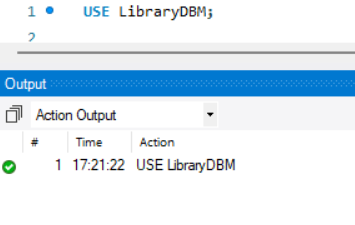 1 USE LibraryDBM;
2
Output
Action Output
# Time Action
1 17:21:22 USE LibraryDBM